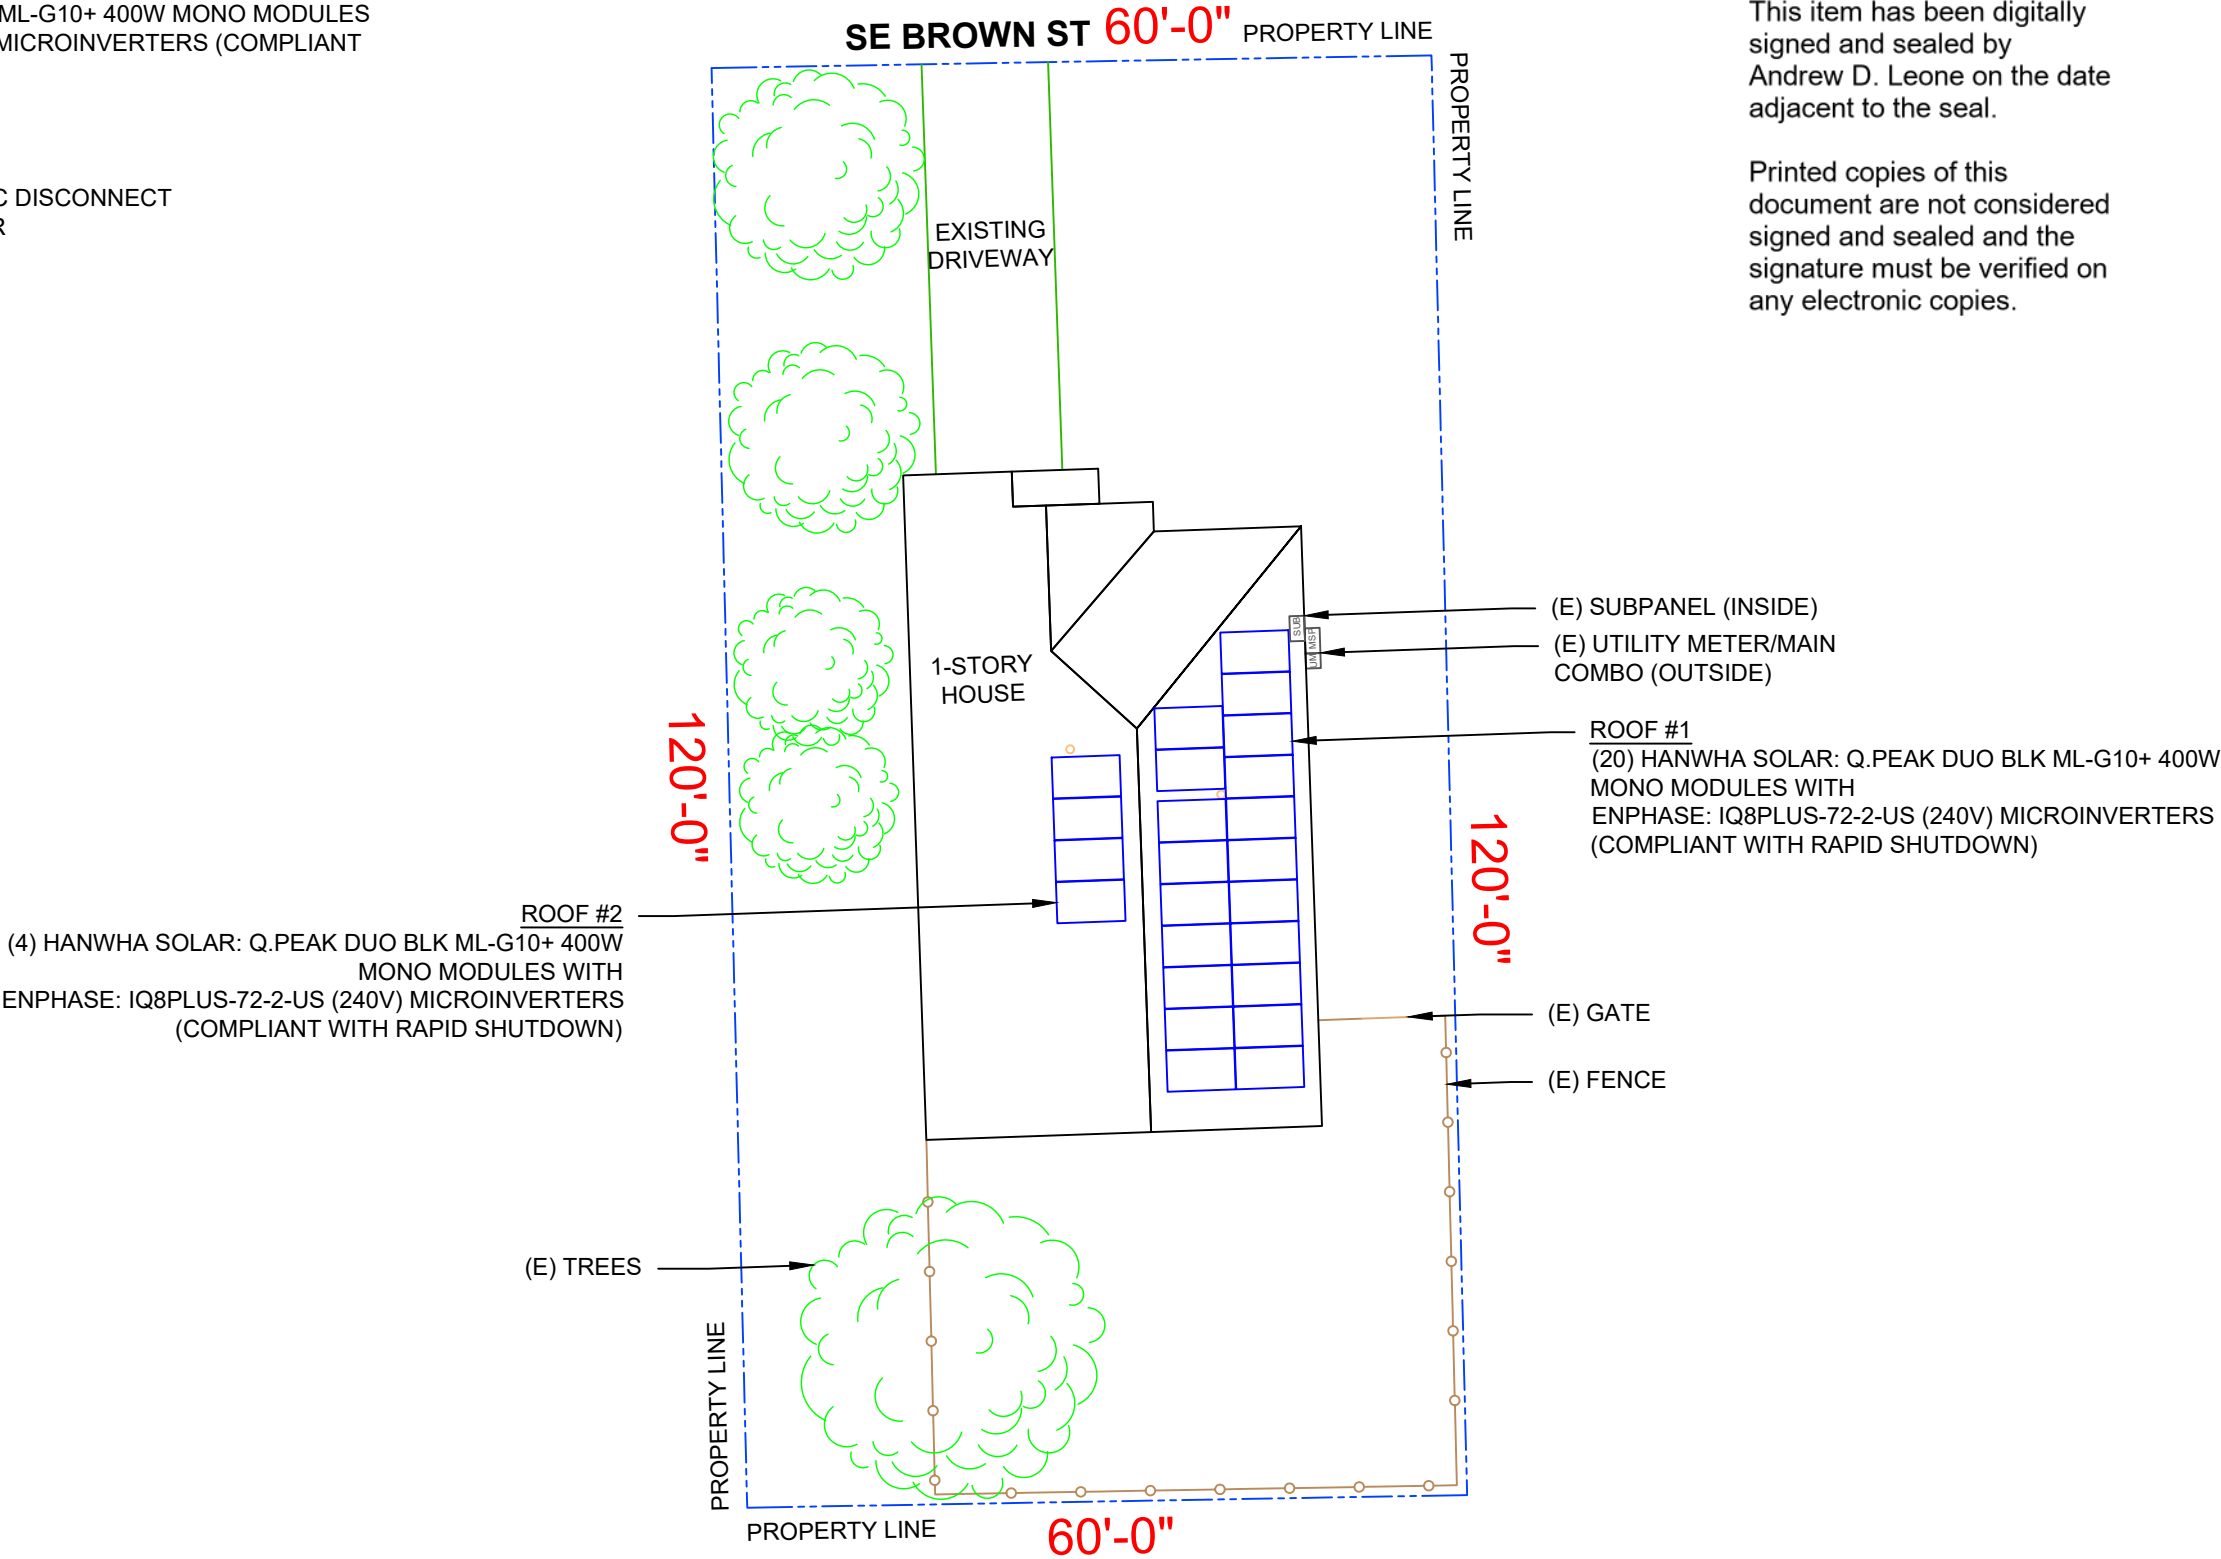 ML-G10+ 400W MONO MODULES
MICROINVERTERS (COMPLIANT
C DISCONNECT
R
SE BROWN ST 60'-0" PROPERTY LINE
PROPERTY LINE
This item has been digitally
signed and sealed by
Andrew D. Leone on the date
adjacent to the seal.
Printed copies of this
document are not considered
signed and sealed and the
signature must be verified on
any electronic copies.
EXISTING
DRIVEWAY
1-STORY
HOUSE
SUB
UM MSP
(E) SUBPANEL (INSIDE)
(E) UTILITY METER/MAIN
COMBO (OUTSIDE)
ROOF #1
(20) HANWHA SOLAR: Q.PEAK DUO BLK ML-G10+ 400W
MONO MODULES WITH
ENPHASE: IQ8PLUS-72-2-US (240V) MICROINVERTERS
(COMPLIANT WITH RAPID SHUTDOWN)
120'-0"
120'-0"
ROOF #2
(4) HANWHA SOLAR: Q.PEAK DUO BLK ML-G10+ 400W
MONO MODULES WITH
ENPHASE: IQ8PLUS-72-2-US (240V) MICROINVERTERS
(COMPLIANT WITH RAPID SHUTDOWN)
(E) GATE
(E) FENCE
(E) TREES
PROPERTY LINE
PROPERTY LINE
60'-0"